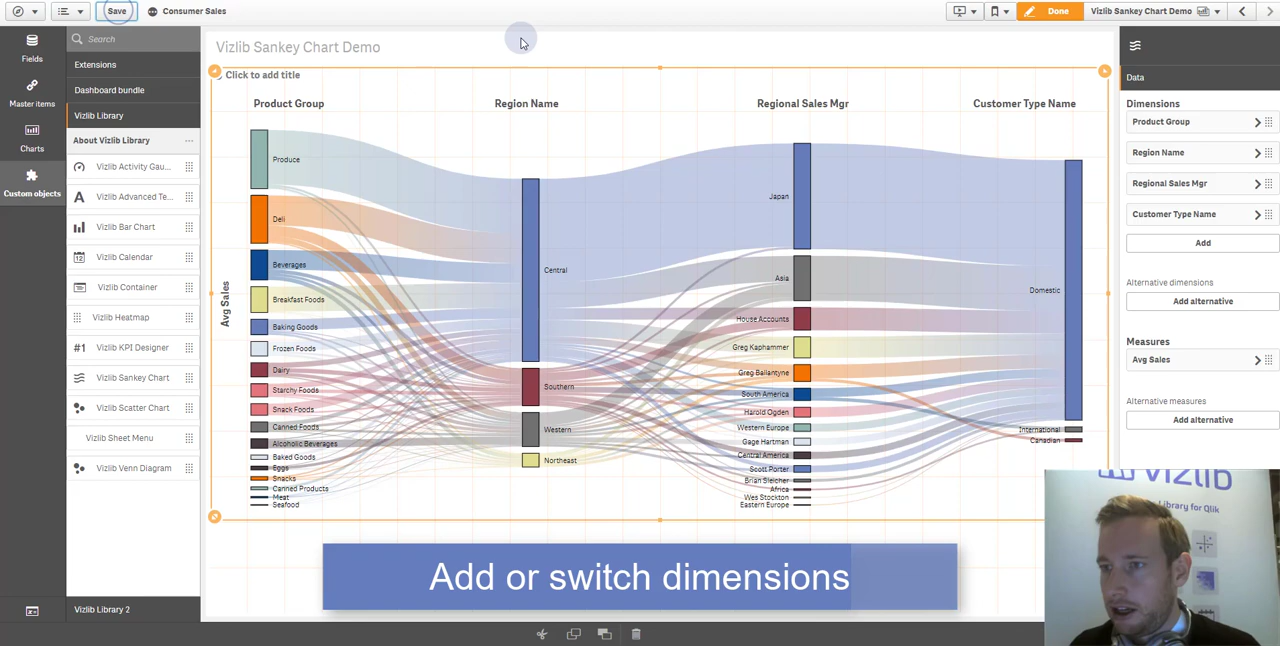 Save
Consumer Sales
Done
Vizlib Sankey Chart Demo
Fields
Master items
Charts
Custom objects
Search
Extensions
Dashboard bundle
Vizlib Library
About Vizlib Library
Vizlib Activity Gau...
Vizlib Advanced Te...
Vizlib Bar Chart
Vizlib Calendar
Vizlib Container
Vizlib Heatmap
#1 Vizlib KPI Designer
Vizlib Sankey Chart
Vizlib Scatter Chart
Vizlib Sheet Menu
Vizlib Venn Diagram
Vizlib Library 2
Vizlib Sankey Chart Demo
Click to add title
Product Group
Region Name
Regional Sales Mgr
Customer Type Name
Avg Sales
Produce
Deli
Beverages
Breakfast Foods
Baking Goods
Frozen Foods
Dairy
Starchy Foods
Snack Foods
Canned Foods
Alcoholic Beverages
Baked Goods
Eggs
Snacks
Canned Products
Meat
Seafood
Central
Southern
Western
Northeast
Japan
Asia
House Accounts
Greg Kaphammer
Greg Ballantyne
South America
Harold Ogden
Western Europe
Gage Hartman
Central America
Scott Porter
Brian Sleicher
Africa
Wes Stockton
Eastern Europe
Domestic
International
Canadian
Data
Dimensions
Product Group
Region Name
Regional Sales Mgr
Customer Type Name
Add
Alternative dimensions
Add alternative
Measures
Avg Sales
Alternative measures
Add alternative
Add or switch dimensions
vizlib
Library for Qlik